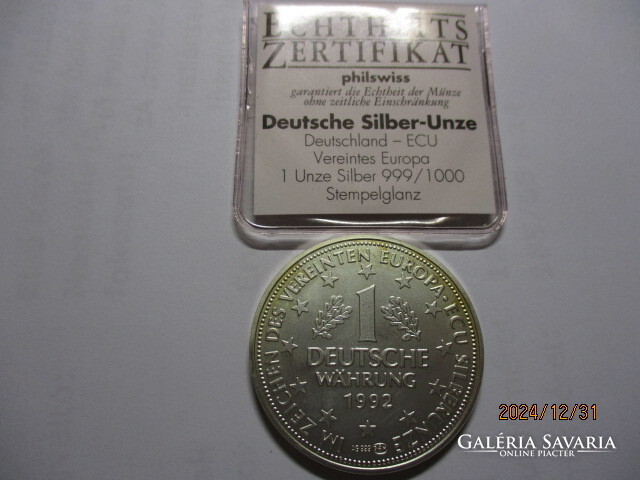 ECHTHEITS
ZERTIFIKAT
philswiss
garantiert die Echtheit der Münze
ohne zeitliche Einschränkung
Deutsche Silber-Unze
Deutschland – ECU
Vereintes Europa
1 Unze Silber 999/1000
Stempelglanz
IM ZEICHEN DES VEREINTEN EUROPA · ECU SILBERUNZE
1
DEUTSCHE
WÄHRUNG
1992
2024/12/31
GALÉRIA SAVARIA
ONLINE PIACTÉR